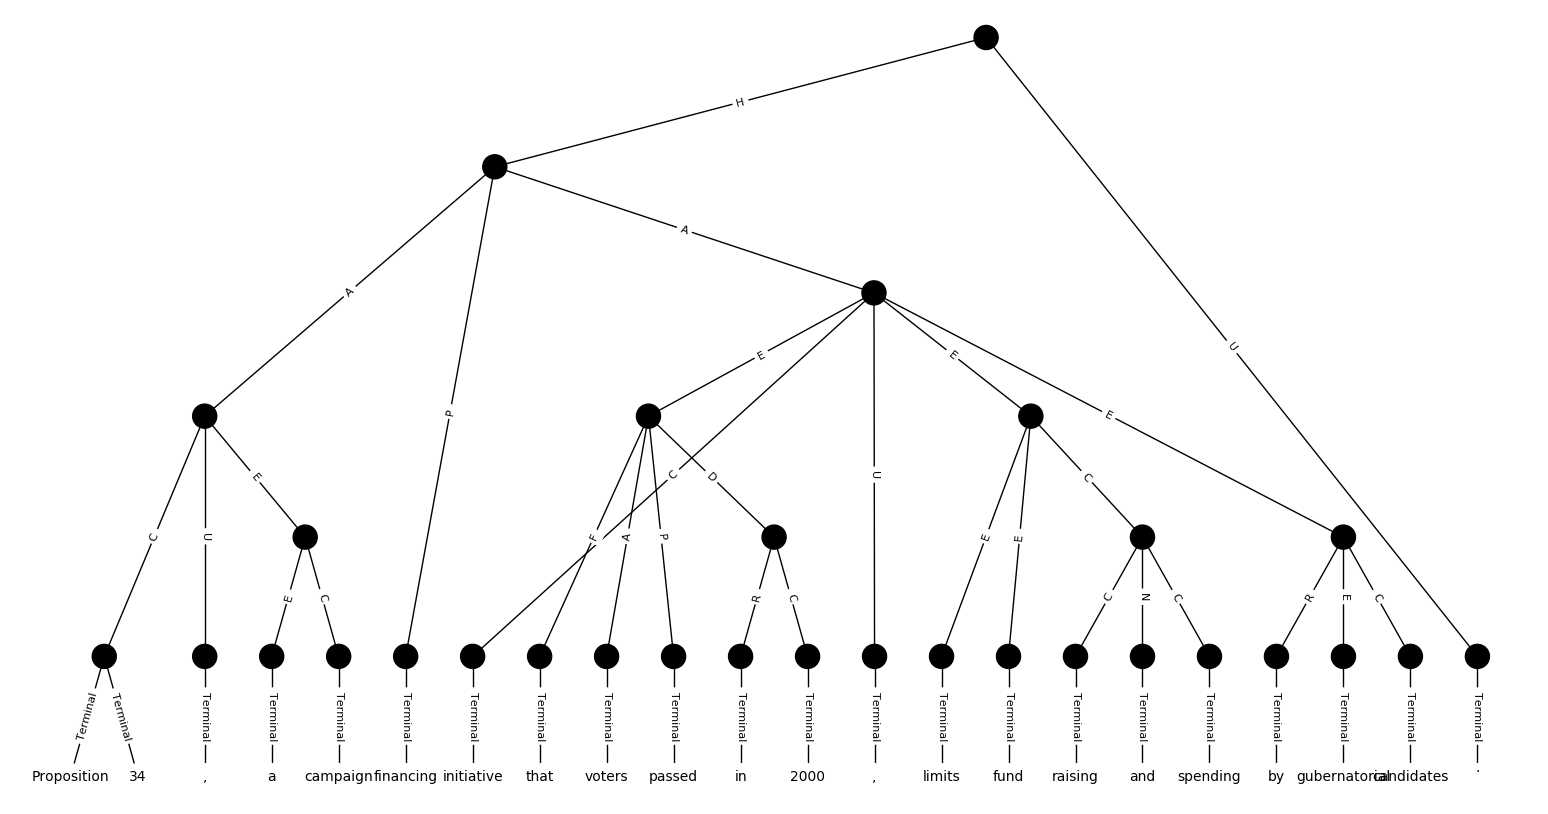 H U
A P A
E C U E E
C U E
F A P D
E E C
E C
R C
C N C
R E C
Terminal Terminal Terminal Terminal Terminal Terminal Terminal Terminal Terminal Terminal Terminal Terminal Terminal Terminal Terminal Terminal Terminal Terminal Terminal Terminal Terminal Terminal
Proposition 34 , a campaign financing initiative that voters passed in 2000 , limits fund raising and spending by gubernatorial candidates .